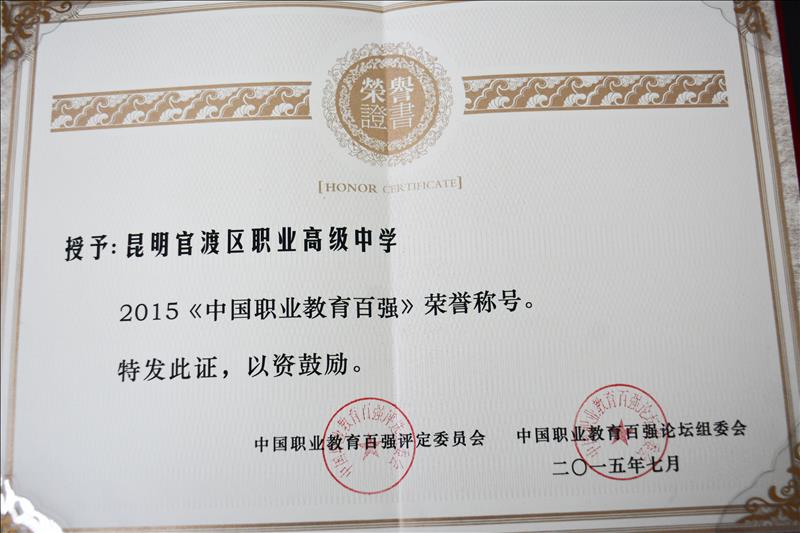 榮譽
證書
[HONOR CERTIFICATE]
授予:昆明官渡区职业高级中学
2015《中国职业教育百强》荣誉称号。
特发此证，以资鼓励。
中国职业教育百强评定委员会 中国职业教育百强论坛组委会
二〇一五年七月